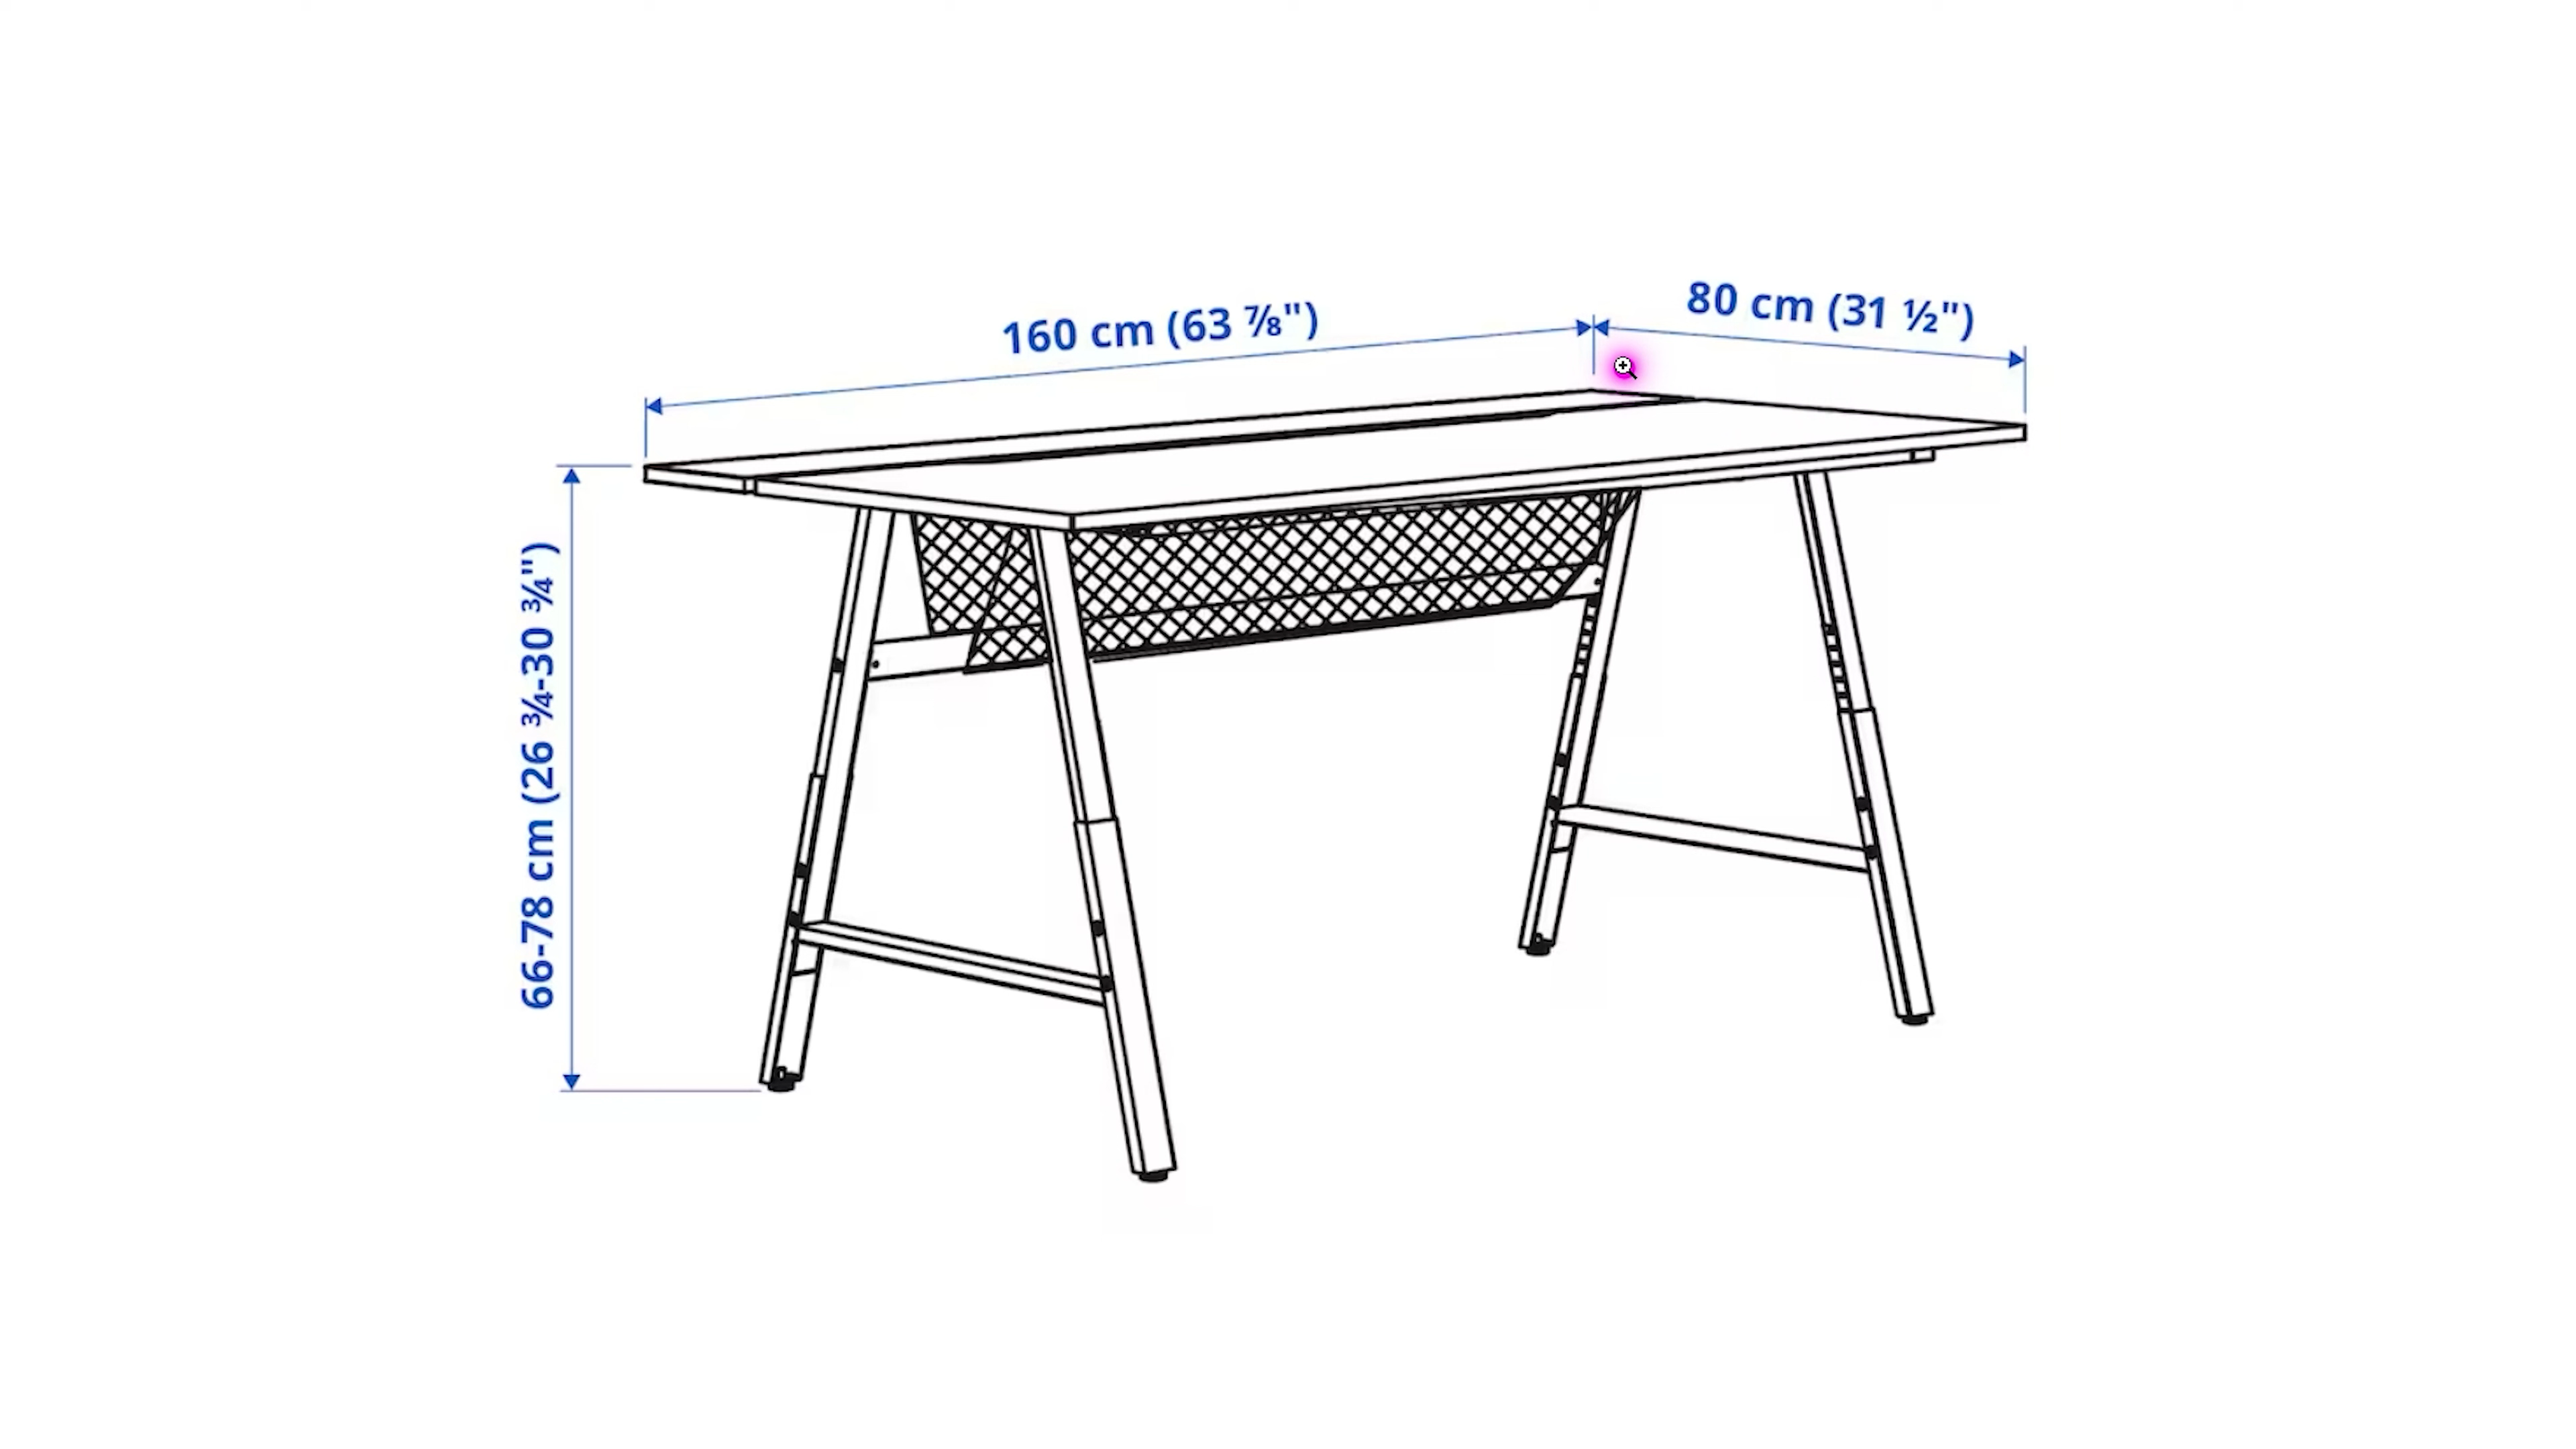 160 cm (63 ⅞")
80 cm (31 ½")
66-78 cm (26 ¾-30 ¾")